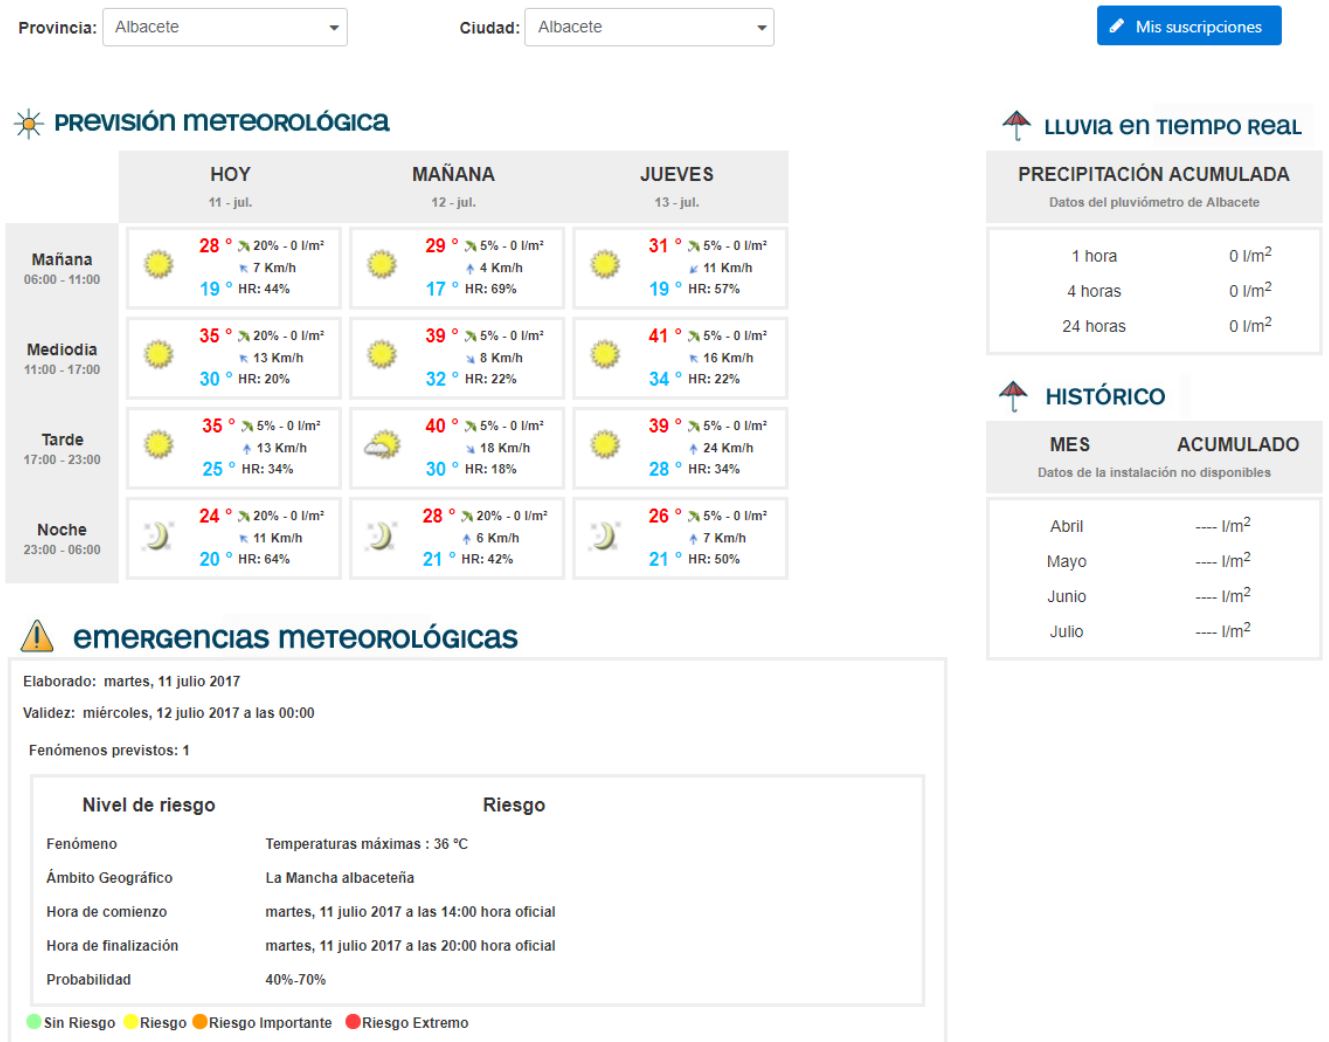 Provincia: Albacete Ciudad: Albacete Mis suscripciones
Previsión meteorológica
HOY MAÑANA JUEVES
11 - jul. 12 - jul. 13 - jul.
Mañana
06:00 - 11:00
28 ° 20% - 0 l/m²
7 Km/h
19 ° HR: 44%
29 ° 5% - 0 l/m²
4 Km/h
17 ° HR: 69%
31 ° 5% - 0 l/m²
11 Km/h
19 ° HR: 57%
Mediodia
11:00 - 17:00
35 ° 20% - 0 l/m²
13 Km/h
30 ° HR: 20%
39 ° 5% - 0 l/m²
8 Km/h
32 ° HR: 22%
41 ° 5% - 0 l/m²
16 Km/h
34 ° HR: 22%
Tarde
17:00 - 23:00
35 ° 5% - 0 l/m²
13 Km/h
25 ° HR: 34%
40 ° 5% - 0 l/m²
18 Km/h
30 ° HR: 18%
39 ° 5% - 0 l/m²
24 Km/h
28 ° HR: 34%
Noche
23:00 - 06:00
24 ° 20% - 0 l/m²
11 Km/h
20 ° HR: 64%
28 ° 20% - 0 l/m²
6 Km/h
21 ° HR: 42%
26 ° 5% - 0 l/m²
7 Km/h
21 ° HR: 50%
Lluvia en tiempo real
PRECIPITACIÓN ACUMULADA
Datos del pluviómetro de Albacete
1 hora 0 l/m²
4 horas 0 l/m²
24 horas 0 l/m²
HISTÓRICO
MES ACUMULADO
Datos de la instalación no disponibles
Abril ---- l/m²
Mayo ---- l/m²
Junio ---- l/m²
Julio ---- l/m²
Emergencias meteorológicas
Elaborado: martes, 11 julio 2017
Validez: miércoles, 12 julio 2017 a las 00:00
Fenómenos previstos: 1
Nivel de riesgo Riesgo
Fenómeno Temperaturas máximas : 36 ºC
Ámbito Geográfico La Mancha albaceteña
Hora de comienzo martes, 11 julio 2017 a las 14:00 hora oficial
Hora de finalización martes, 11 julio 2017 a las 20:00 hora oficial
Probabilidad 40%-70%
Sin Riesgo Riesgo Riesgo Importante Riesgo Extremo